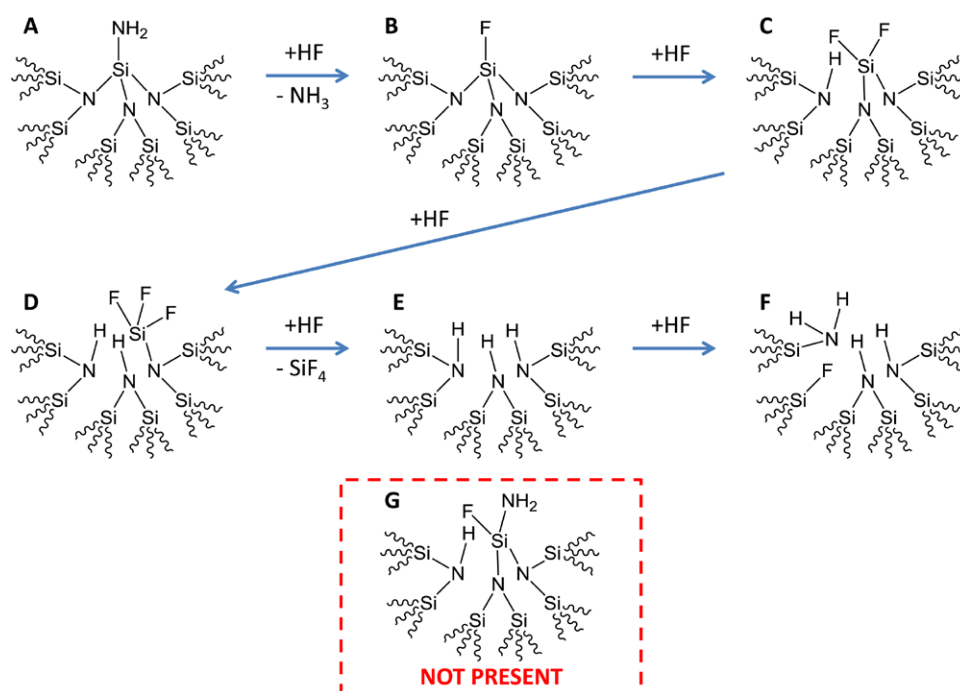 A
NH2
Si
Si N N Si
N
Si Si Si Si
+HF
- NH3
B
F
Si
Si N N Si
N
Si Si Si Si
+HF
C
F F
H
Si
Si N N Si
N
Si Si Si Si
+HF
D
F F F
H Si
H
Si N N Si
N
Si Si Si Si
+HF
- SiF4
E
H H H
Si N N Si
N
Si Si Si Si
+HF
F
H H
N
H H
Si N Si
F
N
Si Si Si Si
G
NH2
F
H
Si
Si N N Si
N
Si Si Si Si
NOT PRESENT